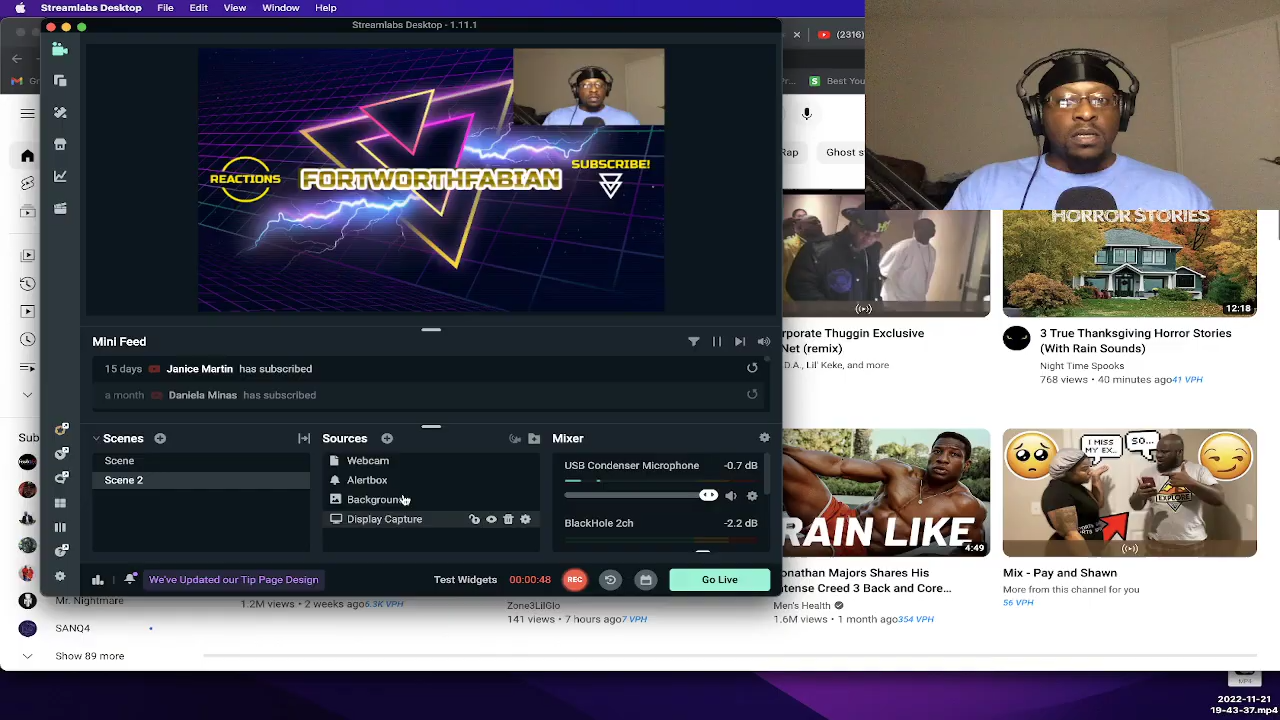 Streamlabs Desktop File Edit View Window Help
Streamlabs Desktop - 1.11.1
(2316)
Best You
Rap
Ghost s
REACTIONS
FORTWORTHFABIAN
SUBSCRIBE!
Mini Feed
15 days Janice Martin has subscribed
a month Daniela Minas has subscribed
Scenes
Scene
Scene 2
Sources
Webcam
Alertbox
Background
Display Capture
Mixer
USB Condenser Microphone -0.7 dB
BlackHole 2ch -2.2 dB
We've Updated our Tip Page Design
Test Widgets 00:00:48 REC Go Live
rporate Thuggin Exclusive
Net (remix)
.D.A., Lil' Keke, and more
HORROR STORIES
12:18
3 True Thanksgiving Horror Stories
(With Rain Sounds)
Night Time Spooks
768 views • 40 minutes ago 41 VPH
RAIN LIKE
4:49
onathan Majors Shares His
ntense Creed 3 Back and Core...
Men's Health
1.6M views • 1 month ago 354 VPH
I MISS
MY EX..
SO...
EXPLORE
Mix - Pay and Shawn
More from this channel for you
56 VPH
Sub
Mr. Nightmare
SANQ4
Show 89 more
1.2M views • 2 weeks ago 6.3K VPH
Zone3LilGlo
141 views • 7 hours ago 7 VPH
MP4
2022-11-21
19-43-37.mp4